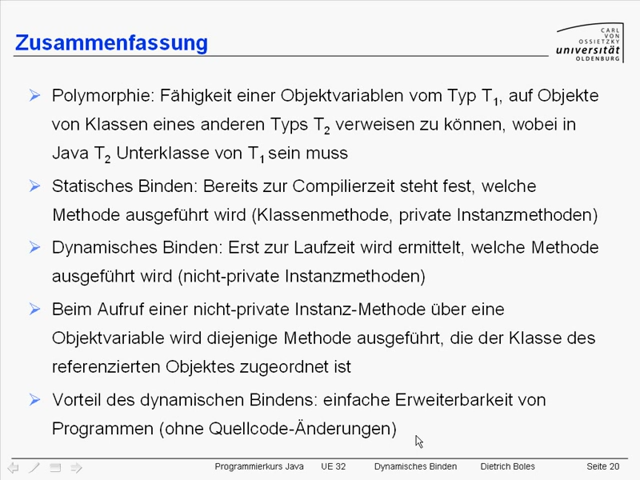 Zusammenfassung
CARL
VON
OSSIETZKY
universität
OLDENBURG
Polymorphie: Fähigkeit einer Objektvariablen vom Typ T1, auf Objekte
von Klassen eines anderen Typs T2 verweisen zu können, wobei in
Java T2 Unterklasse von T1 sein muss
Statisches Binden: Bereits zur Compilierzeit steht fest, welche
Methode ausgeführt wird (Klassenmethode, private Instanzmethoden)
Dynamisches Binden: Erst zur Laufzeit wird ermittelt, welche Methode
ausgeführt wird (nicht-private Instanzmethoden)
Beim Aufruf einer nicht-private Instanz-Methode über eine
Objektvariable wird diejenige Methode ausgeführt, die der Klasse des
referenzierten Objektes zugeordnet ist
Vorteil des dynamischen Bindens: einfache Erweiterbarkeit von
Programmen (ohne Quellcode-Änderungen)
Programmierkurs Java UE 32 Dynamisches Binden Dietrich Boles Seite 20